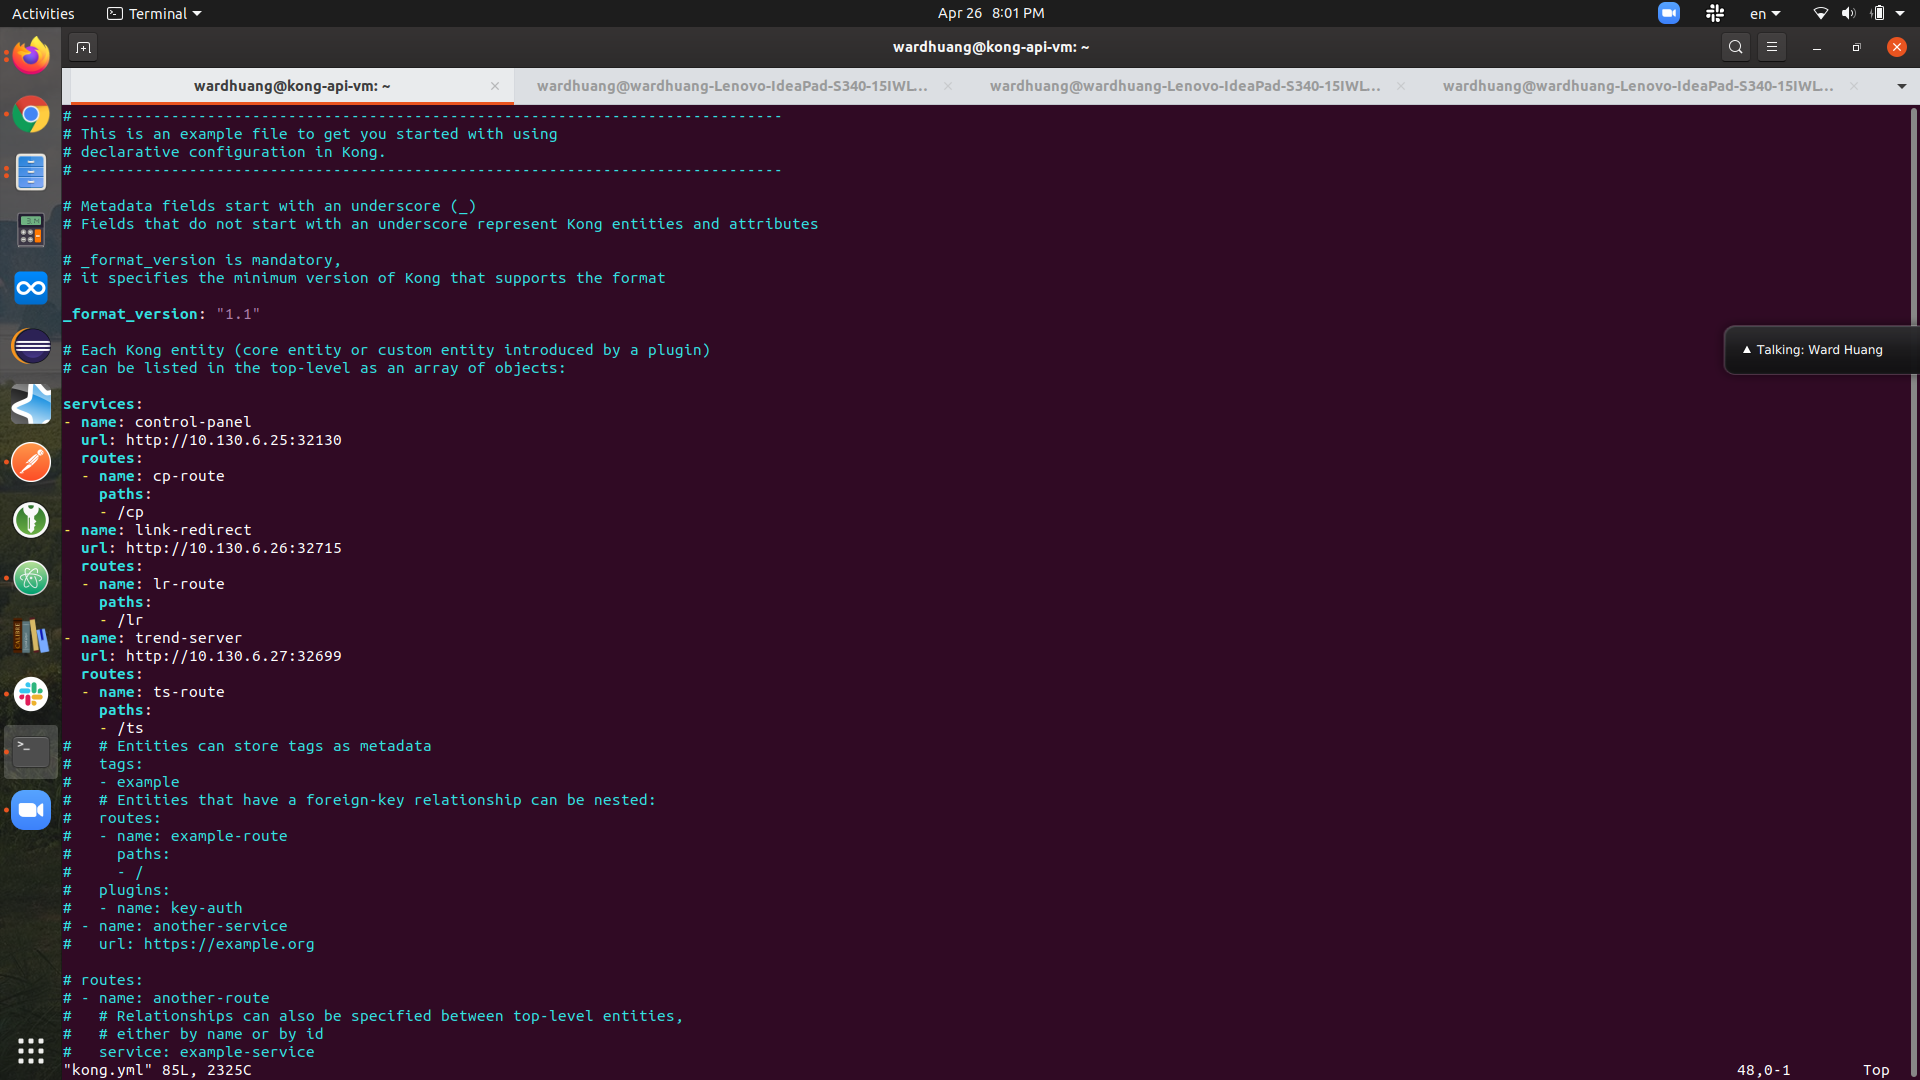 Activities
Terminal
Apr 26 8:01 PM
en
wardhuang@kong-api-vm: ~
wardhuang@kong-api-vm: ~
wardhuang@wardhuang-Lenovo-IdeaPad-S340-15IWL...
wardhuang@wardhuang-Lenovo-IdeaPad-S340-15IWL...
wardhuang@wardhuang-Lenovo-IdeaPad-S340-15IWL...
# ------------------------------------------------------------------------------
# This is an example file to get you started with using
# declarative configuration in Kong.
# ------------------------------------------------------------------------------
# Metadata fields start with an underscore (_)
# Fields that do not start with an underscore represent Kong entities and attributes
# _format_version is mandatory,
# it specifies the minimum version of Kong that supports the format
_format_version: "1.1"
# Each Kong entity (core entity or custom entity introduced by a plugin)
# can be listed in the top-level as an array of objects:
services:
- name: control-panel
  url: http://10.130.6.25:32130
  routes:
  - name: cp-route
    paths:
    - /cp
- name: link-redirect
  url: http://10.130.6.26:32715
  routes:
  - name: lr-route
    paths:
    - /lr
- name: trend-server
  url: http://10.130.6.27:32699
  routes:
  - name: ts-route
    paths:
    - /ts
#   # Entities can store tags as metadata
#   tags:
#   - example
#   # Entities that have a foreign-key relationship can be nested:
#   routes:
#   - name: example-route
#     paths:
#     - /
#   plugins:
#   - name: key-auth
# - name: another-service
#   url: https://example.org
# routes:
# - name: another-route
#   # Relationships can also be specified between top-level entities,
#   # either by name or by id
#   service: example-service
"kong.yml" 85L, 2325C
48,0-1
Top
Talking: Ward Huang